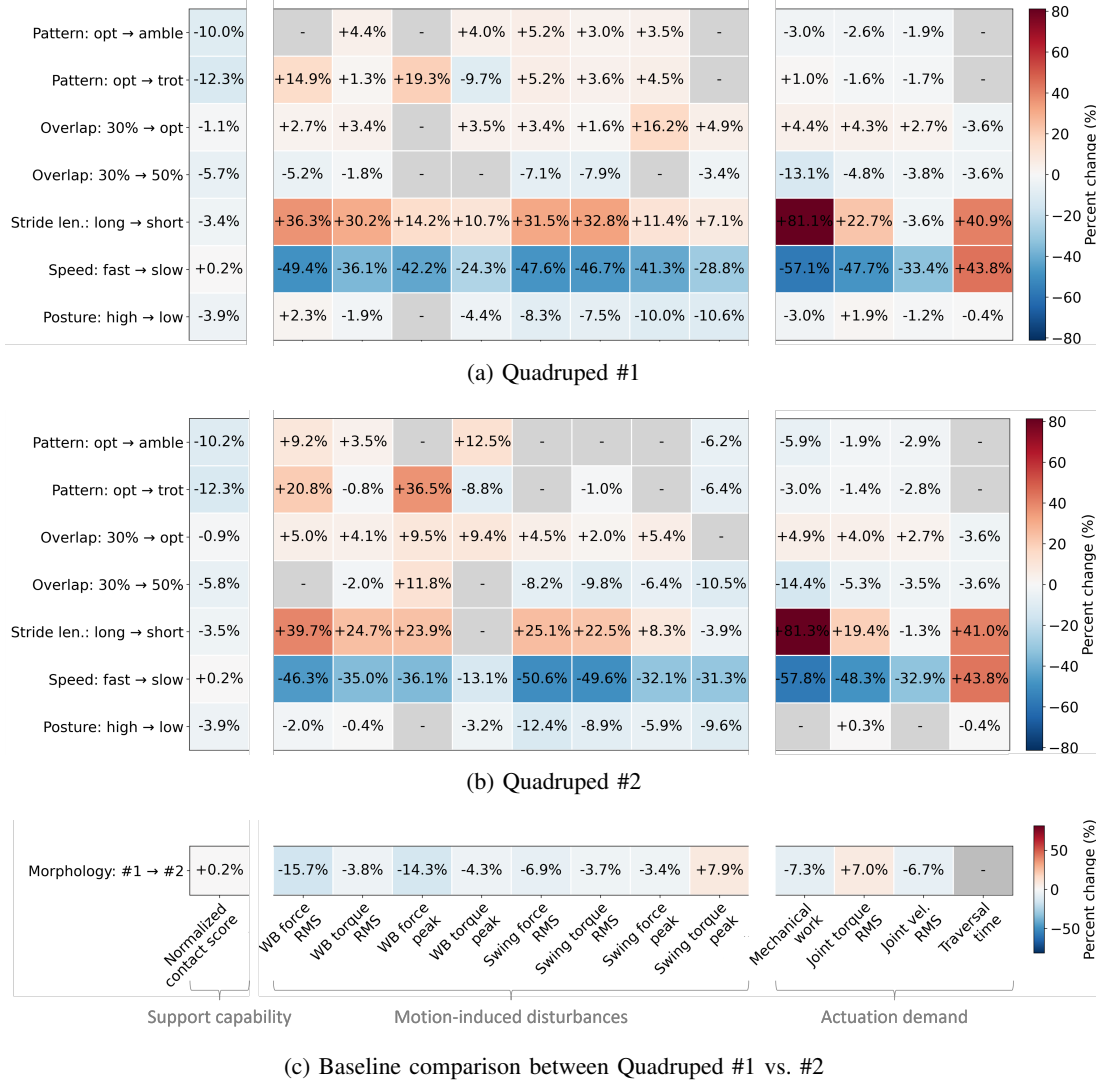 Pattern: opt → amble -10.0% - +4.4% - +4.0% +5.2% +3.0% +3.5% - -3.0% -2.6% -1.9% -
Pattern: opt → trot -12.3% +14.9% +1.3% +19.3% -9.7% +5.2% +3.6% +4.5% - +1.0% -1.6% -1.7% -
Overlap: 30% → opt -1.1% +2.7% +3.4% - +3.5% +3.4% +1.6% +16.2% +4.9% +4.4% +4.3% +2.7% -3.6%
Overlap: 30% → 50% -5.7% -5.2% -1.8% - - -7.1% -7.9% - -3.4% -13.1% -4.8% -3.8% -3.6%
Stride len.: long → short -3.4% +36.3% +30.2% +14.2% +10.7% +31.5% +32.8% +11.4% +7.1% +81.1% +22.7% -3.6% +40.9%
Speed: fast → slow +0.2% -49.4% -36.1% -42.2% -24.3% -47.6% -46.7% -41.3% -28.8% -57.1% -47.7% -33.4% +43.8%
Posture: high → low -3.9% +2.3% -1.9% - -4.4% -8.3% -7.5% -10.0% -10.6% -3.0% +1.9% -1.2% -0.4%
80
60
40
20
0
−20
−40
−60
−80
Percent change (%)
(a) Quadruped #1
Pattern: opt → amble -10.2% +9.2% +3.5% - +12.5% - - - -6.2% -5.9% -1.9% -2.9% -
Pattern: opt → trot -12.3% +20.8% -0.8% +36.5% -8.8% - -1.0% - -6.4% -3.0% -1.4% -2.8% -
Overlap: 30% → opt -0.9% +5.0% +4.1% +9.5% +9.4% +4.5% +2.0% +5.4% - +4.9% +4.0% +2.7% -3.6%
Overlap: 30% → 50% -5.8% - -2.0% +11.8% - -8.2% -9.8% -6.4% -10.5% -14.4% -5.3% -3.5% -3.6%
Stride len.: long → short -3.5% +39.7% +24.7% +23.9% - +25.1% +22.5% +8.3% -3.9% +81.3% +19.4% -1.3% +41.0%
Speed: fast → slow +0.2% -46.3% -35.0% -36.1% -13.1% -50.6% -49.6% -32.1% -31.3% -57.8% -48.3% -32.9% +43.8%
Posture: high → low -3.9% -2.0% -0.4% - -3.2% -12.4% -8.9% -5.9% -9.6% - +0.3% - -0.4%
80
60
40
20
0
−20
−40
−60
−80
Percent change (%)
(b) Quadruped #2
Morphology: #1 → #2 +0.2% -15.7% -3.8% -14.3% -4.3% -6.9% -3.7% -3.4% +7.9% -7.3% +7.0% -6.7% -
50
0
−50
Percent change (%)
Normalized
contact score
WB force
RMS
WB torque
RMS
WB force
peak
WB torque
peak
Swing force
RMS
Swing torque
RMS
Swing force
peak
Swing torque
peak
Mechanical
work
Joint torque
RMS
Joint vel.
RMS
Traversal
time
Support capability
Motion-induced disturbances
Actuation demand
(c) Baseline comparison between Quadruped #1 vs. #2